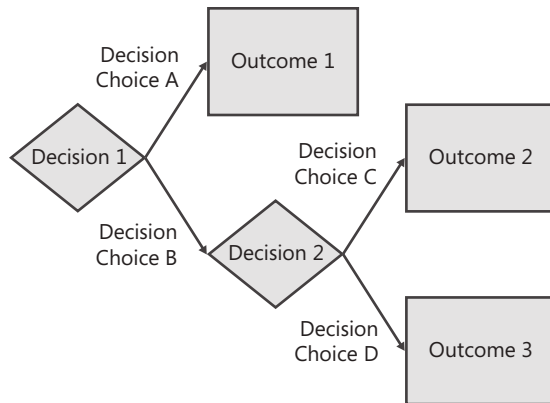 Decision
Choice A
Outcome 1
Decision 1
Decision
Choice B
Decision
Choice C
Outcome 2
Decision 2
Decision
Choice D
Outcome 3